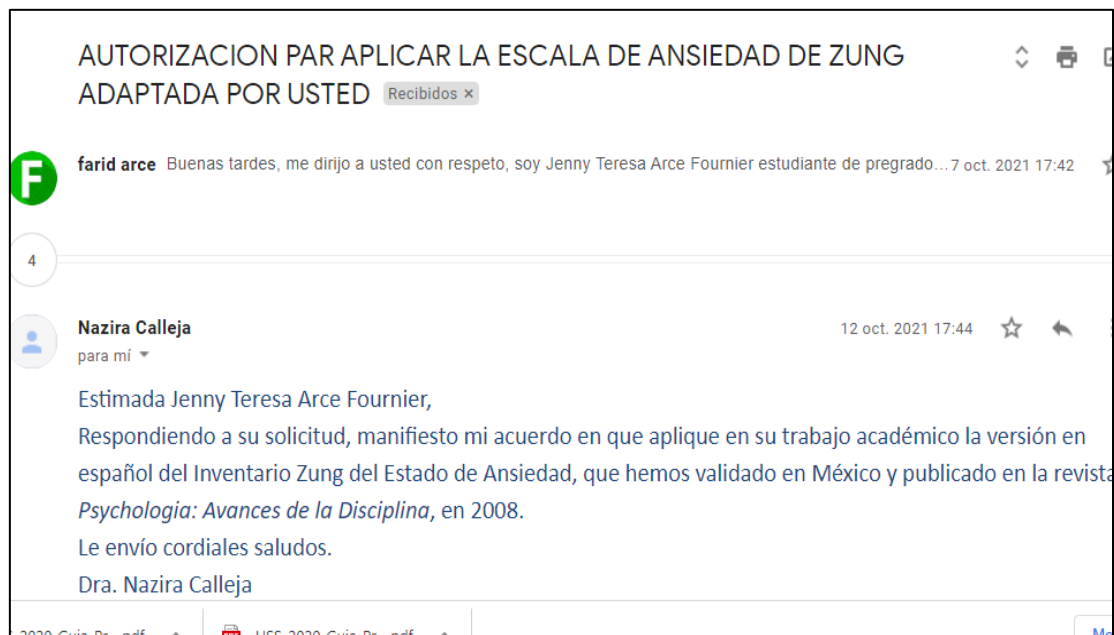 AUTORIZACION PAR APLICAR LA ESCALA DE ANSIEDAD DE ZUNG
ADAPTADA POR USTED Recibidos ×
F
farid arce Buenas tardes, me dirijo a usted con respeto, soy Jenny Teresa Arce Fournier estudiante de pregrado... 7 oct. 2021 17:42
4
Nazira Calleja 12 oct. 2021 17:44
para mí
Estimada Jenny Teresa Arce Fournier,
Respondiendo a su solicitud, manifiesto mi acuerdo en que aplique en su trabajo académico la versión en
español del Inventario Zung del Estado de Ansiedad, que hemos validado en México y publicado en la revista
Psychologia: Avances de la Disciplina, en 2008.
Le envío cordiales saludos.
Dra. Nazira Calleja